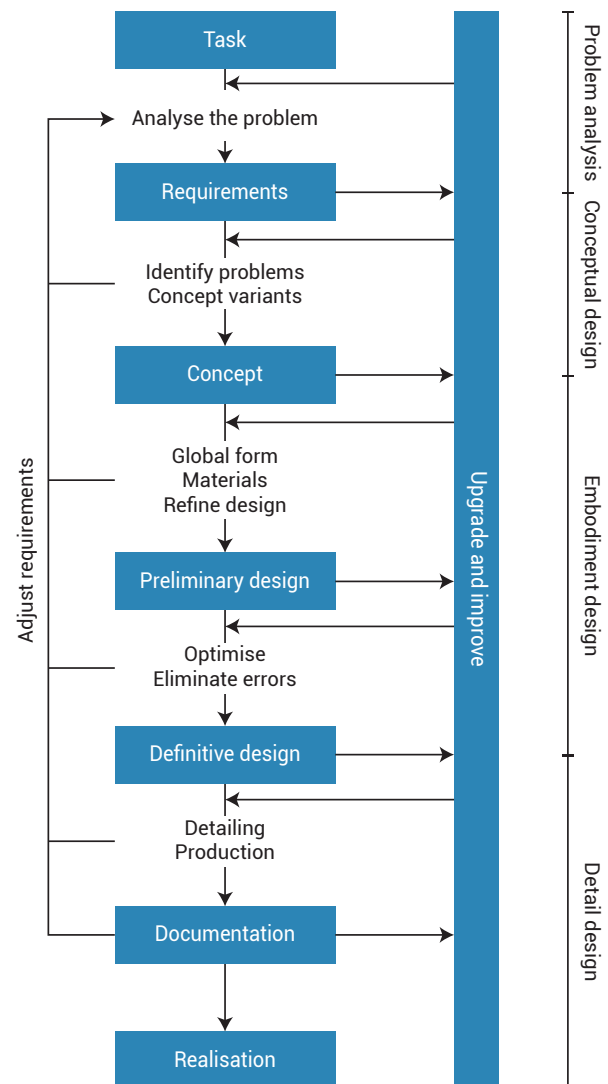 Task
Analyse the problem
Requirements
Identify problems
Concept variants
Concept
Global form
Materials
Refine design
Preliminary design
Optimise
Eliminate errors
Definitive design
Detailing
Production
Documentation
Realisation
Adjust requirements
Upgrade and improve
Problem analysis
Conceptual design
Embodiment design
Detail design